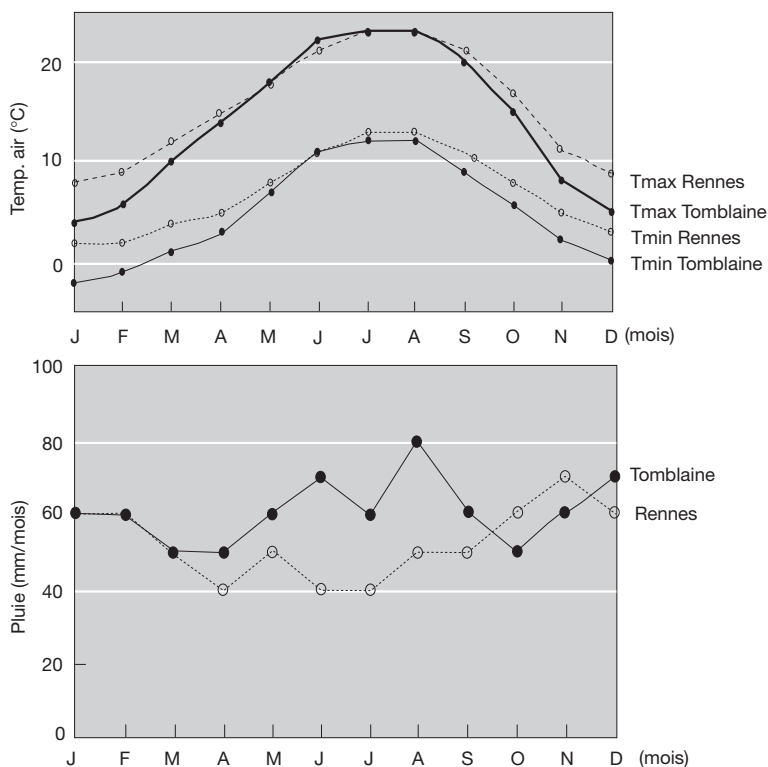 20
10
0
Temp. air (°C)
Tmax Rennes
Tmax Tomblaine
Tmin Rennes
Tmin Tomblaine
J F M A M J J A S O N D (mois)
100
80
60
40
20
0
Pluie (mm/mois)
Tomblaine
Rennes
J F M A M J J A S O N D (mois)